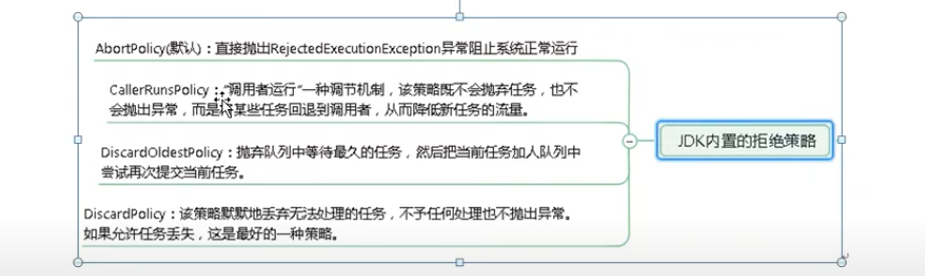 AbortPolicy(默认)：直接抛出RejectedExecutionException异常阻止系统正常运行
CallerRunsPolicy："调用者运行"一种调节机制，该策略既不会抛弃任务，也不
会抛出异常，而是将某些任务回退到调用者，从而降低新任务的流量。
DiscardOldestPolicy：抛弃队列中等待最久的任务，然后把当前任务加人队列中
尝试再次提交当前任务。
DiscardPolicy：该策略默默地丢弃无法处理的任务，不予任何处理也不抛出异常。
如果允许任务丢失，这是最好的一种策略。
JDK内置的拒绝策略